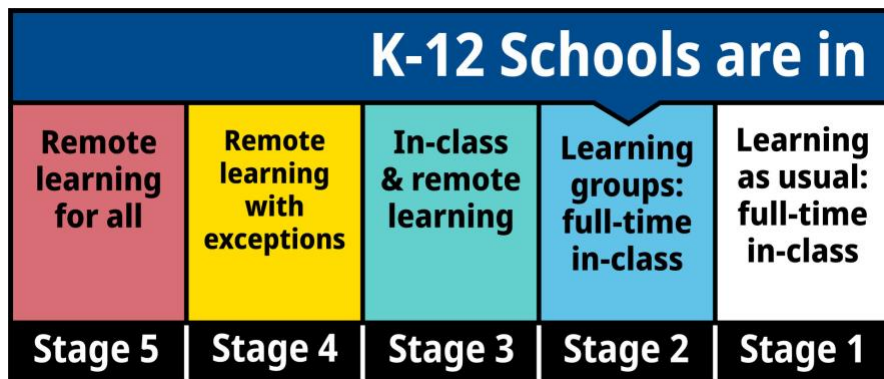 K-12 Schools are in
Remote
learning
for all
Remote
learning
with
exceptions
In-class
& remote
learning
Learning
groups:
full-time
in-class
Learning
as usual:
full-time
in-class
Stage 5
Stage 4
Stage 3
Stage 2
Stage 1